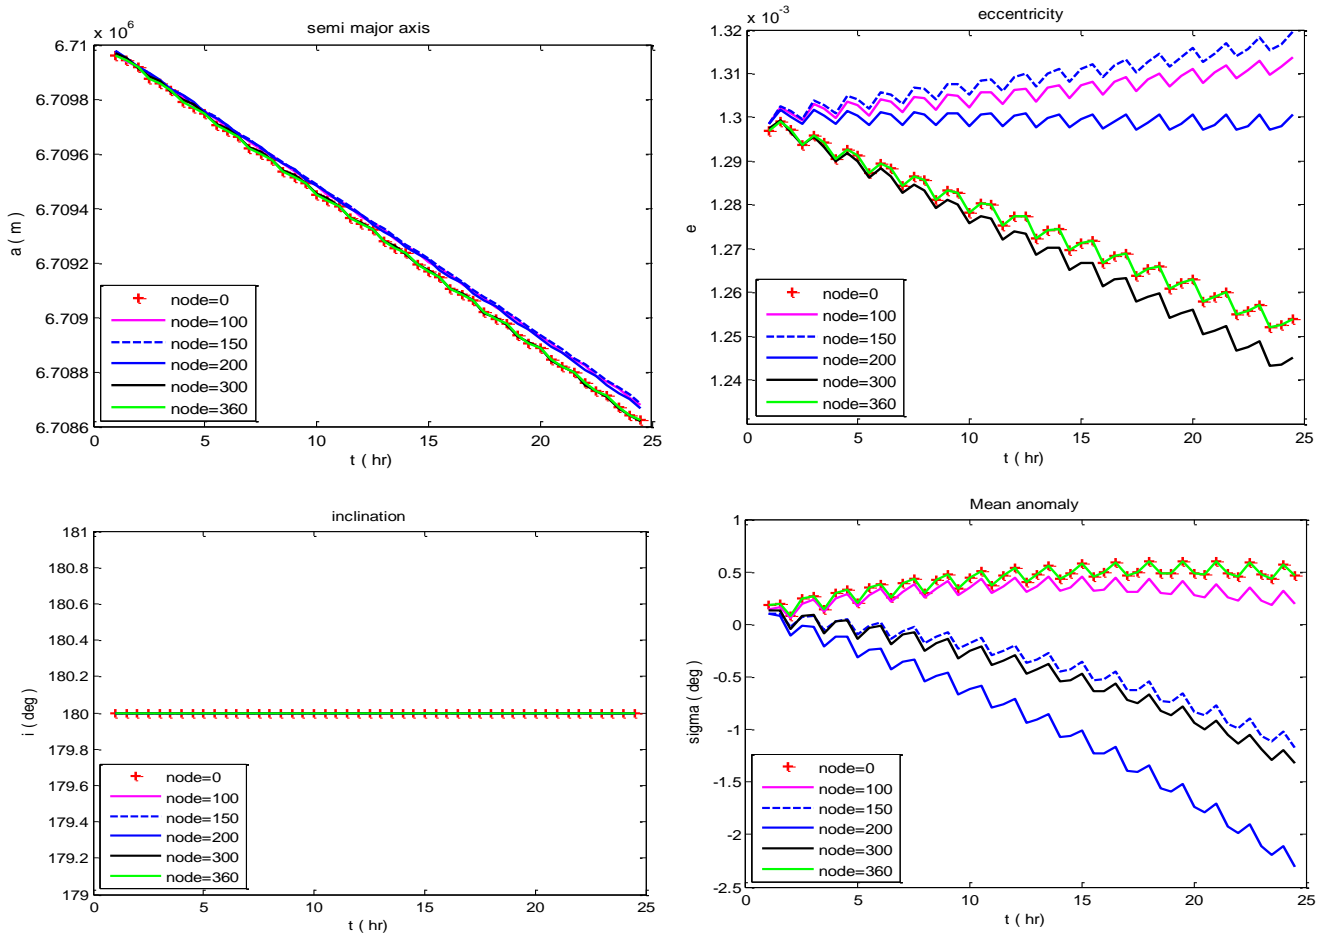 semi major axis
x 10^6
6.71
6.7098
6.7096
6.7094
6.7092
6.709
6.7088
6.7086
a ( m )
node=0
node=100
node=150
node=200
node=300
node=360
0 5 10 15 20 25
t ( hr)
eccentricity
x 10^-3
1.32
1.31
1.3
1.29
1.28
1.27
1.26
1.25
1.24
e
node=0
node=100
node=150
node=200
node=300
node=360
0 5 10 15 20 25
t ( hr)
inclination
181
180.8
180.6
180.4
180.2
180
179.8
179.6
179.4
179.2
179
i ( deg )
node=0
node=100
node=150
node=200
node=300
node=360
0 5 10 15 20 25
t ( hr)
Mean anomaly
1
0.5
0
-0.5
-1
-1.5
-2
-2.5
sigma ( deg )
node=0
node=100
node=150
node=200
node=300
node=360
0 5 10 15 20 25
t ( hr)